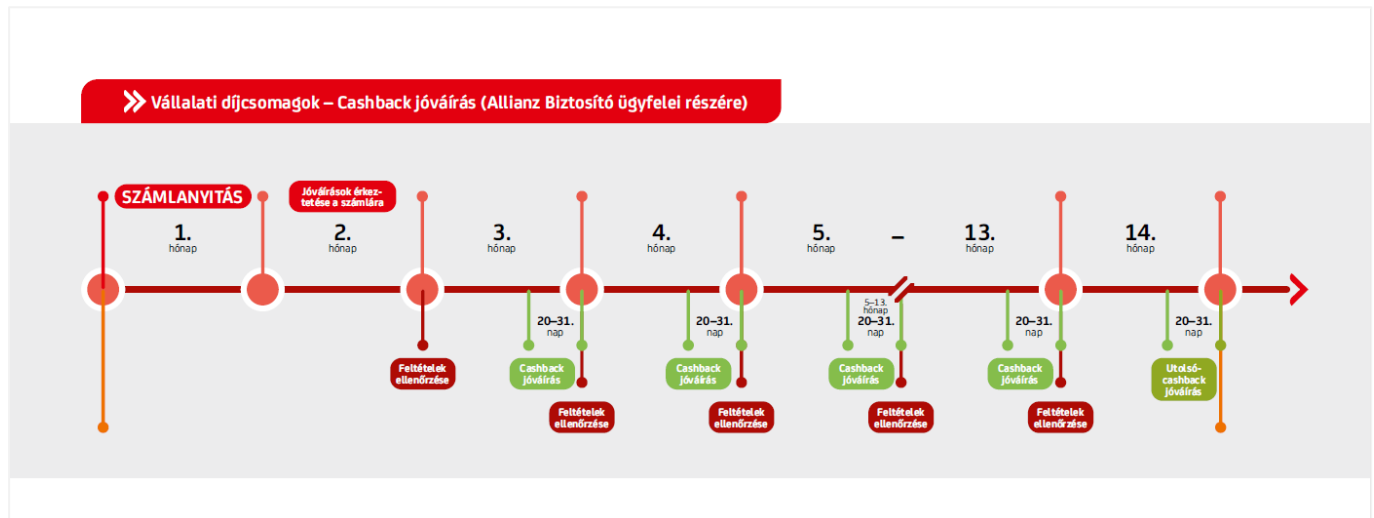 Vállalati díjcsomagok – Cashback jóváírás (Allianz Biztosító ügyfelei részére)
SZÁMLANYITÁS
Jóváírások érkez-
tetése a számlára
1.
hónap
2.
hónap
3.
hónap
4.
hónap
5.
hónap
–
13.
hónap
14.
hónap
Feltételek
ellenőrzése
20–31.
nap
Cashback
jóváírás
Feltételek
ellenőrzése
20–31.
nap
Cashback
jóváírás
Feltételek
ellenőrzése
5–13.
hónap
20–31.
nap
Cashback
jóváírás
Feltételek
ellenőrzése
20–31.
nap
Cashback
jóváírás
Feltételek
ellenőrzése
20–31.
nap
Utolsó-
cashback
jóváírás